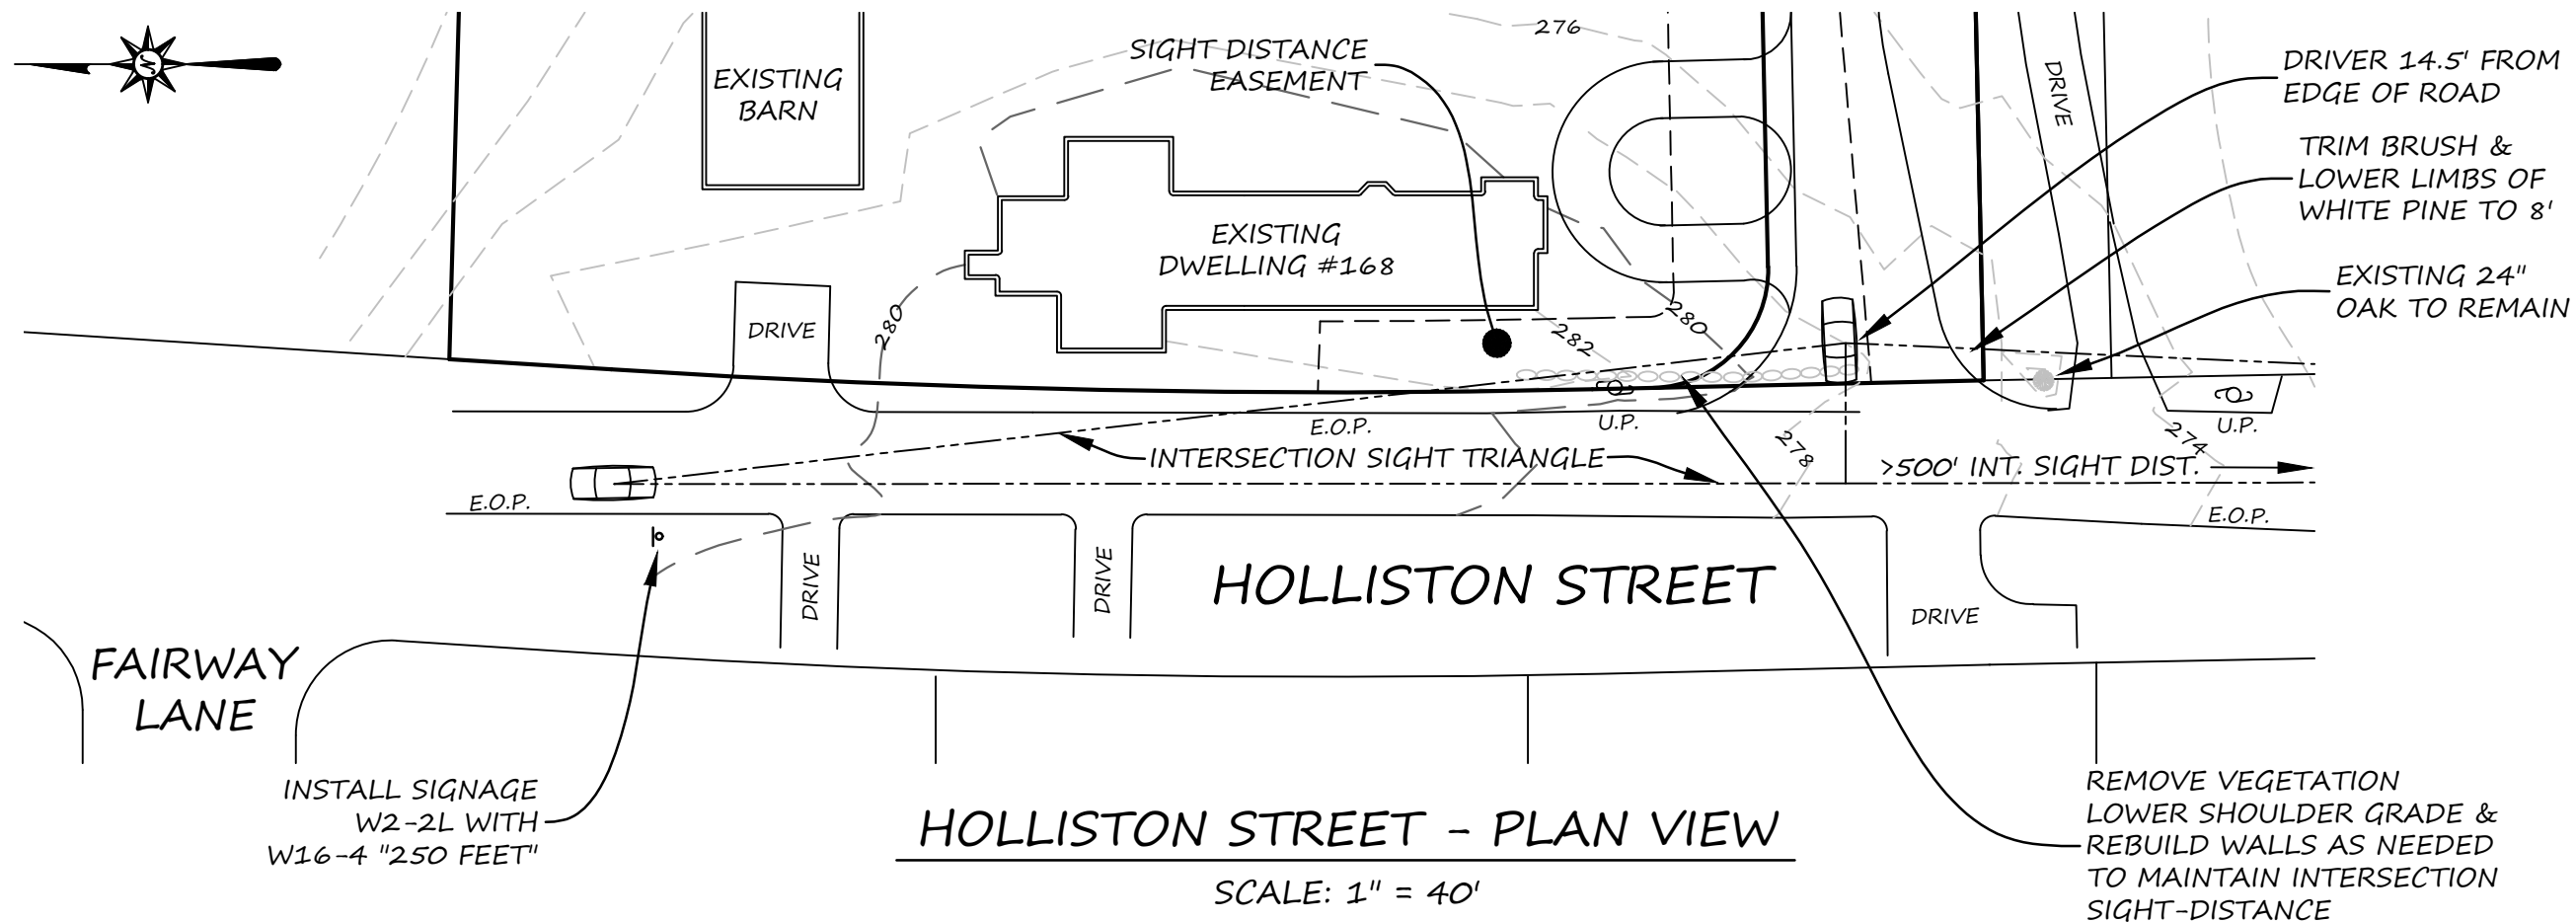 N
EXISTING
BARN
SIGHT DISTANCE
EASEMENT
276
DRIVE
DRIVER 14.5' FROM
EDGE OF ROAD
TRIM BRUSH &
LOWER LIMBS OF
WHITE PINE TO 8'
EXISTING 24"
OAK TO REMAIN
EXISTING
DWELLING #168
DRIVE
280
282
280
E.O.P.
U.P.
U.P.
278
274
INTERSECTION SIGHT TRIANGLE
>500' INT. SIGHT DIST.
E.O.P.
E.O.P.
DRIVE
DRIVE
HOLLISTON STREET
DRIVE
FAIRWAY
LANE
INSTALL SIGNAGE
W2-2L WITH
W16-4 "250 FEET"
HOLLISTON STREET - PLAN VIEW
SCALE: 1" = 40'
REMOVE VEGETATION
LOWER SHOULDER GRADE &
REBUILD WALLS AS NEEDED
TO MAINTAIN INTERSECTION
SIGHT-DISTANCE